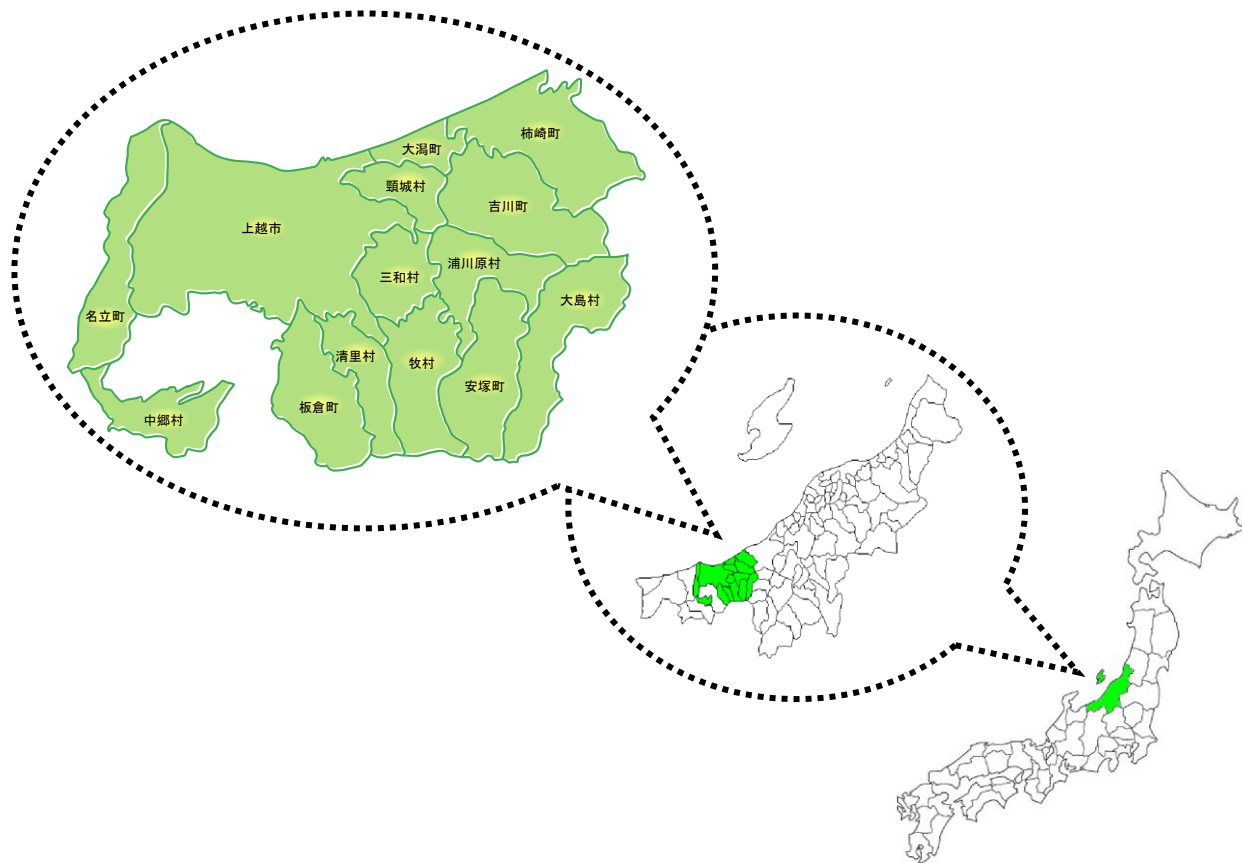 柿崎町
大潟町
頸城村
吉川町
上越市
浦川原村
三和村
大島村
名立町
清里村
牧村
安塚町
板倉町
中郷村